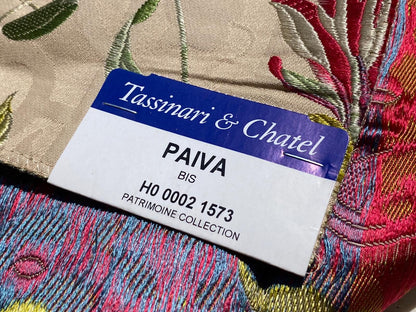 Tassinari & Chatel
PAIVA
BIS
H0 0002 1573
PATRIMOINE COLLECTION